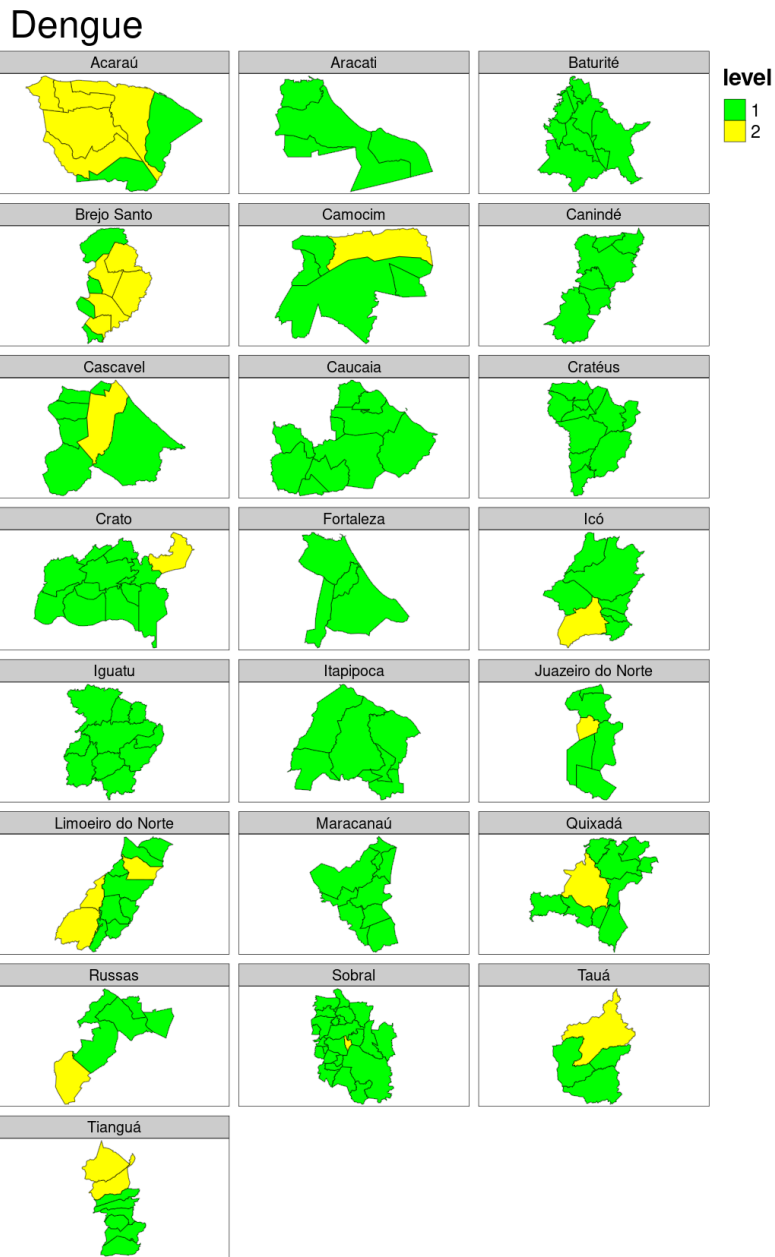 Dengue
Acaraú
Aracati
Baturité
level
1
2
Brejo Santo
Camocim
Canindé
Cascavel
Caucaia
Cratéus
Crato
Fortaleza
Icó
Iguatu
Itapipoca
Juazeiro do Norte
Limoeiro do Norte
Maracanaú
Quixadá
Russas
Sobral
Tauá
Tianguá